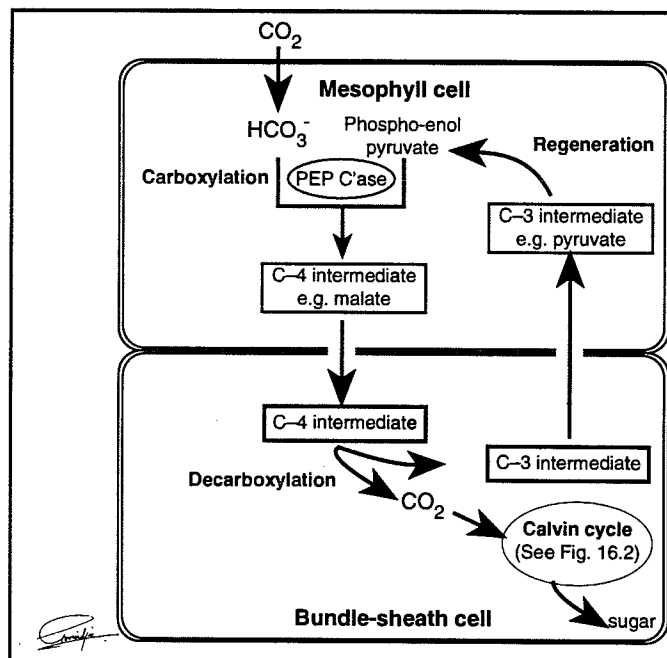 CO2
Mesophyll cell
HCO3-
Phospho-enol
pyruvate
Regeneration
Carboxylation
PEP C'ase
C–3 intermediate
e.g. pyruvate
C–4 intermediate
e.g. malate
C–4 intermediate
C–3 intermediate
Decarboxylation
CO2
Calvin cycle
(See Fig. 16.2)
Bundle-sheath cell
sugar